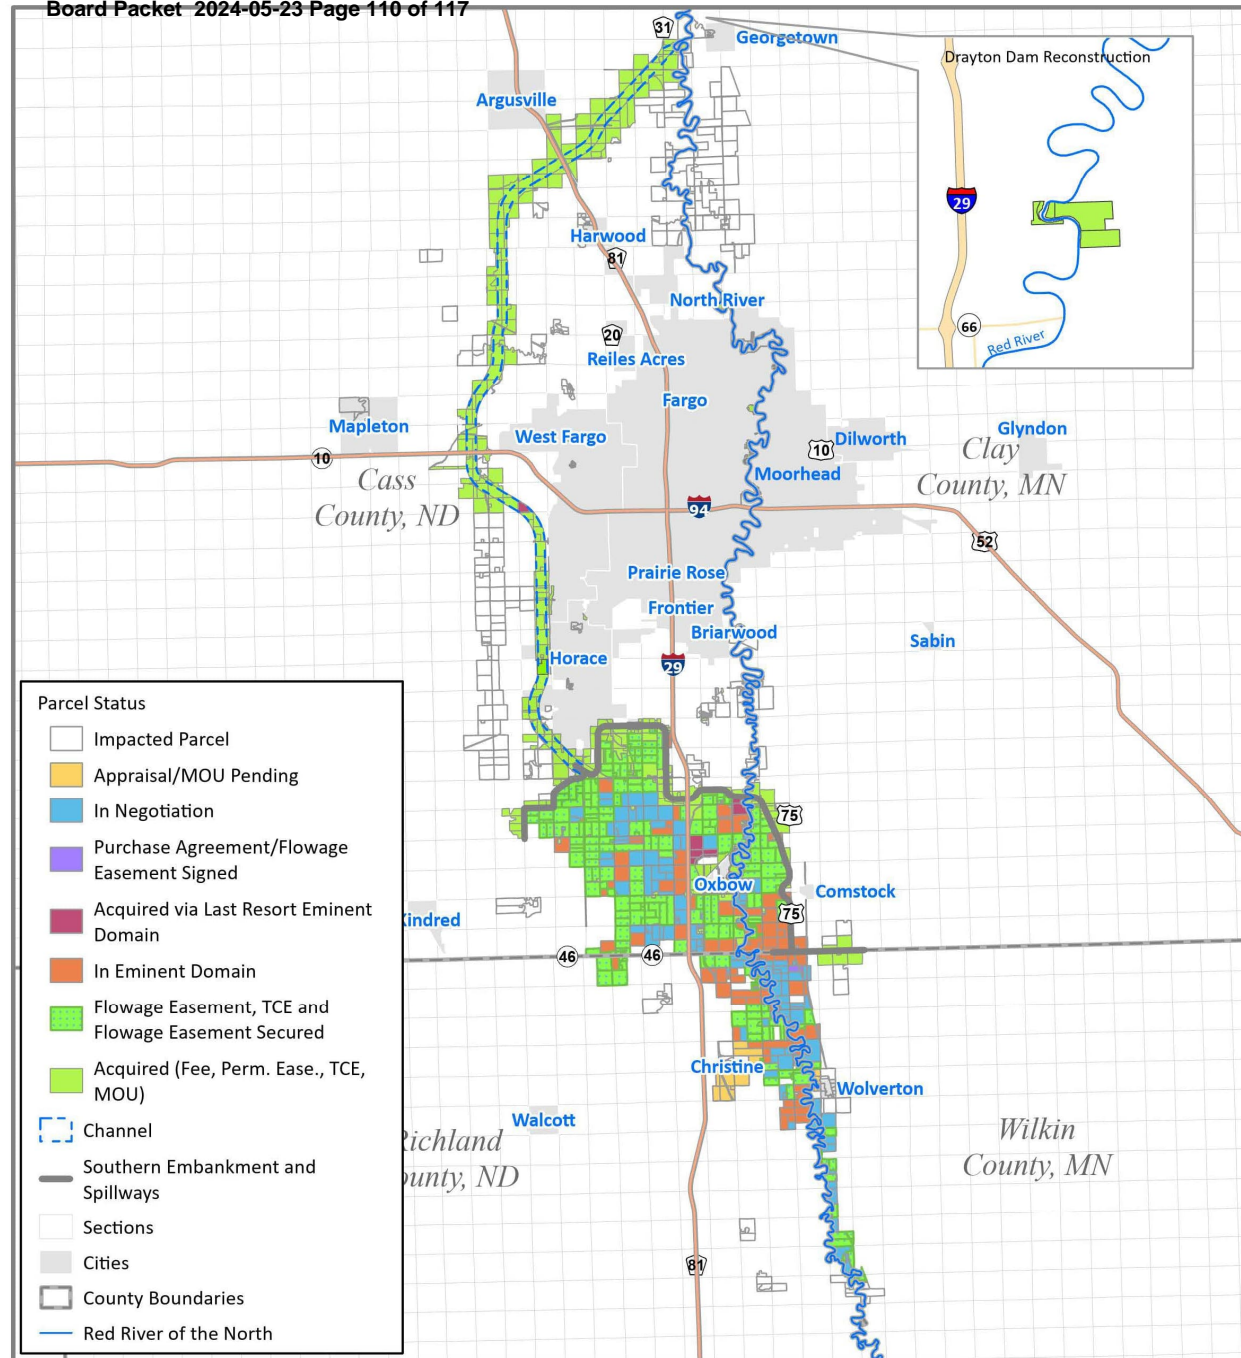 Board Packet 2024-05-23 Page 110 of 117
31
Georgetown
Drayton Dam Reconstruction
Argusville
29
Harwood
81
North River
66
Red River
20
Reiles Acres
Fargo
Mapleton
West Fargo
10
Dilworth
Glyndon
10
Cass
County, ND
Moorhead
Clay
County, MN
94
52
Prairie Rose
Frontier
Briarwood
Sabin
Horace
29
Parcel Status
Impacted Parcel
Appraisal/MOU Pending
In Negotiation
Purchase Agreement/Flowage
Easement Signed
Acquired via Last Resort Eminent
Domain
In Eminent Domain
Flowage Easement, TCE and
Flowage Easement Secured
Acquired (Fee, Perm. Ease., TCE,
MOU)
Channel
Southern Embankment and
Spillways
Sections
Cities
County Boundaries
Red River of the North
75
Oxbow
Comstock
75
Kindred
46
46
Christine
Wolverton
Walcott
Richland
County, ND
Wilkin
County, MN
81